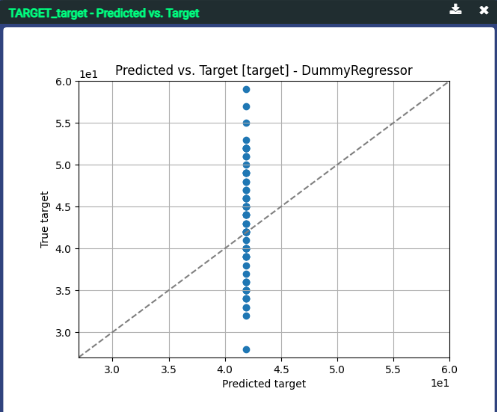 TARGET_target - Predicted vs. Target
Predicted vs. Target [target] - DummyRegressor
1e1
6.0
5.5
5.0
4.5
4.0
3.5
3.0
True target
3.0
3.5
4.0
4.5
5.0
5.5
6.0
1e1
Predicted target